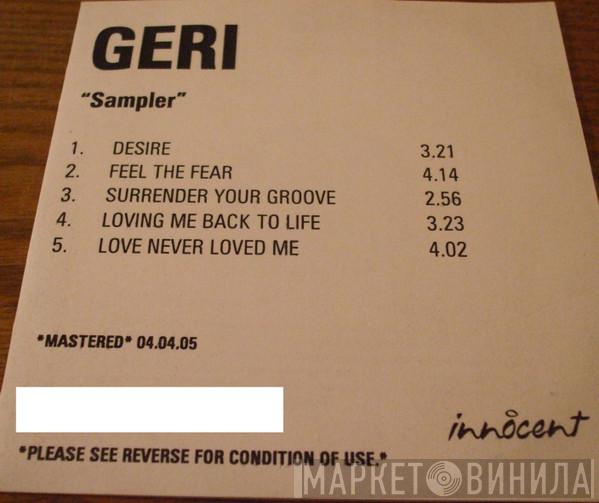 GERI
"Sampler"
1. DESIRE 3.21
2. FEEL THE FEAR 4.14
3. SURRENDER YOUR GROOVE 2.56
4. LOVING ME BACK TO LIFE 3.23
5. LOVE NEVER LOVED ME 4.02
*MASTERED* 04.04.05
innocent
*PLEASE SEE REVERSE FOR CONDITION OF USE.*
МАРКЕТ ВИНИЛА